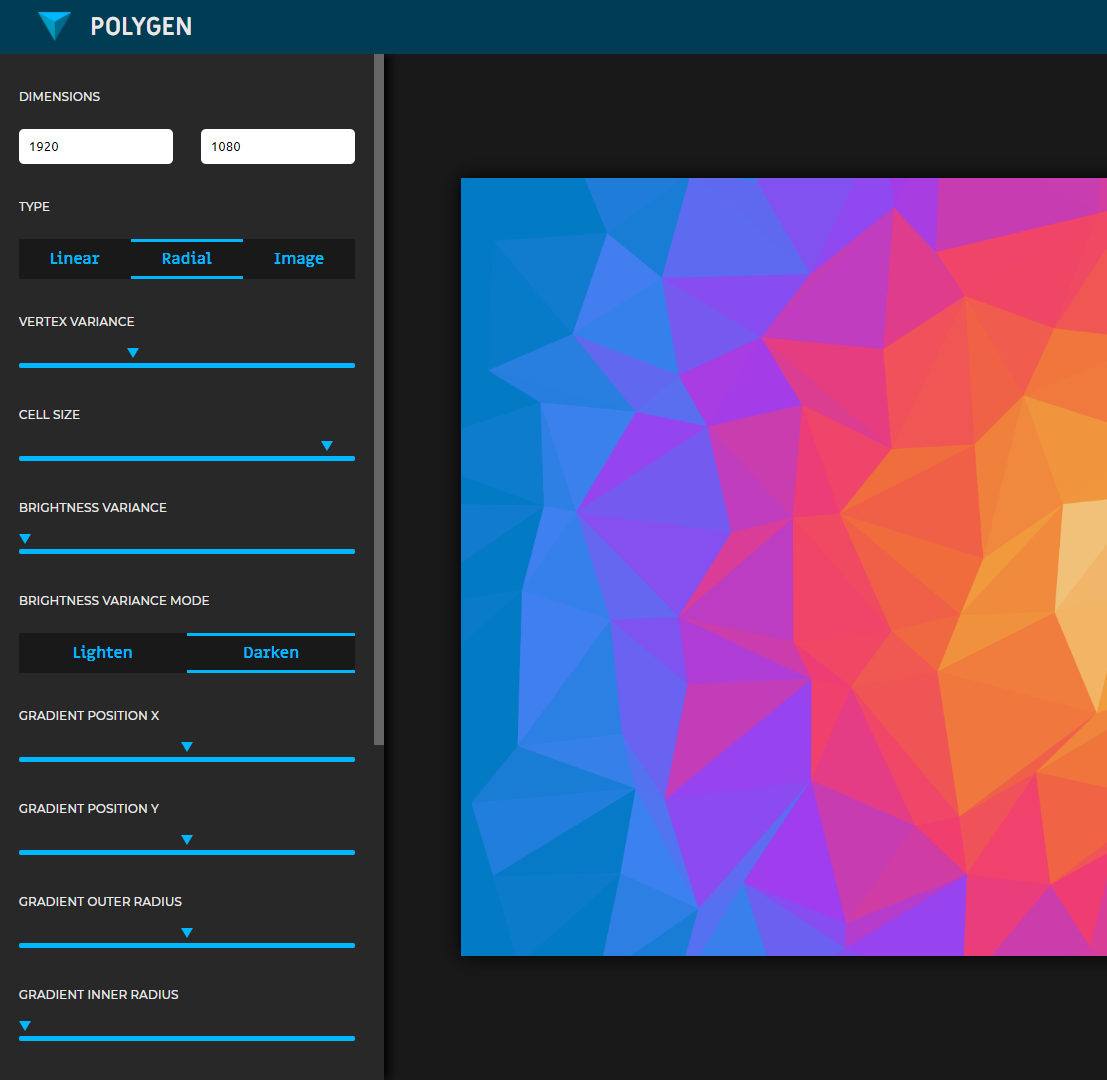 POLYGEN
DIMENSIONS
1920 1080
TYPE
Linear Radial Image
VERTEX VARIANCE
CELL SIZE
BRIGHTNESS VARIANCE
BRIGHTNESS VARIANCE MODE
Lighten Darken
GRADIENT POSITION X
GRADIENT POSITION Y
GRADIENT OUTER RADIUS
GRADIENT INNER RADIUS